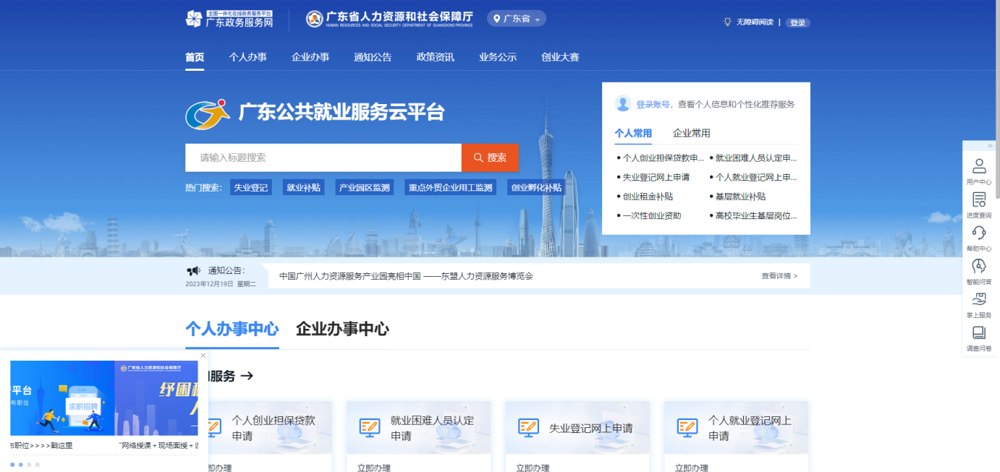 全国一体化在线政务服务平台
广东政务服务网
广东省人力资源和社会保障厅
HUMAN RESOURCES AND SOCIAL SECURITY DEPARTMENT OF GUANGDONG PROVINCE
广东省
无障碍阅读 | 登录
首页 个人办事 企业办事 通知公告 政策资讯 业务公示 创业大赛
广东公共就业服务云平台
请输入标题搜索
搜索
热门搜索: 失业登记 就业补贴 产业园区监测 重点外贸企业用工监测 创业孵化补贴
登录账号，查看个人信息和个性化推荐服务
个人常用 企业常用
个人创业担保贷款申... 就业困难人员认定申...
失业登记网上申请 个人就业登记网上申...
创业租金补贴 基层就业补贴
一次性创业资助 高校毕业生基层岗位...
用户中心
进度查询
帮助中心
智能问答
掌上服务
调查问卷
通知公告：
2023年12月19日 星期二
中国广州人力资源服务产业园亮相中国 ——东盟人力资源服务博览会
查看详情 >
个人办事中心 企业办事中心
服务
个人创业担保贷款
申请
就业困难人员认定
申请
失业登记网上申请
个人就业登记网上
申请
即办理
立即办理
立即办理
立即办理
平台
布职位
求职招聘
广东省人力资源和社会保障厅
纾困
布职位>>>>戳这里
"网络授课+现场面授+